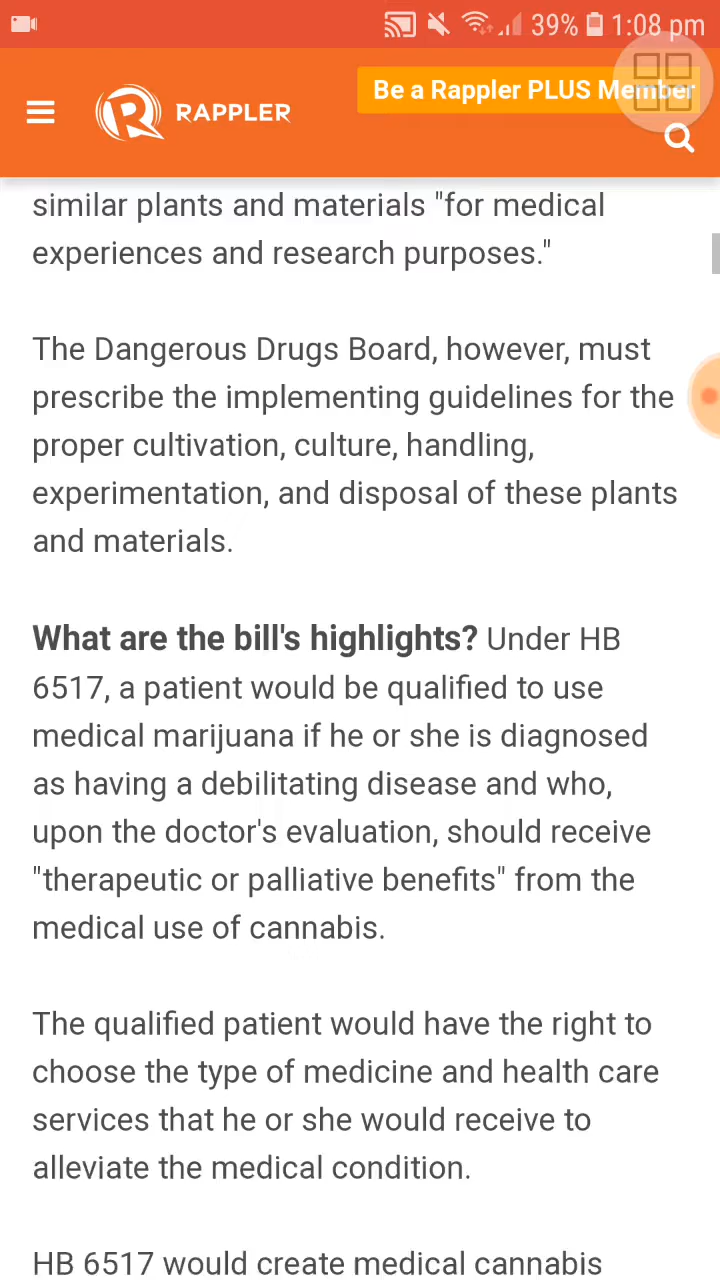 39% 1:08 pm
Be a Rappler PLUS Member
RAPPLER
similar plants and materials "for medical
experiences and research purposes."
The Dangerous Drugs Board, however, must
prescribe the implementing guidelines for the
proper cultivation, culture, handling,
experimentation, and disposal of these plants
and materials.
What are the bill's highlights? Under HB
6517, a patient would be qualified to use
medical marijuana if he or she is diagnosed
as having a debilitating disease and who,
upon the doctor's evaluation, should receive
"therapeutic or palliative benefits" from the
medical use of cannabis.
The qualified patient would have the right to
choose the type of medicine and health care
services that he or she would receive to
alleviate the medical condition.
HB 6517 would create medical cannabis